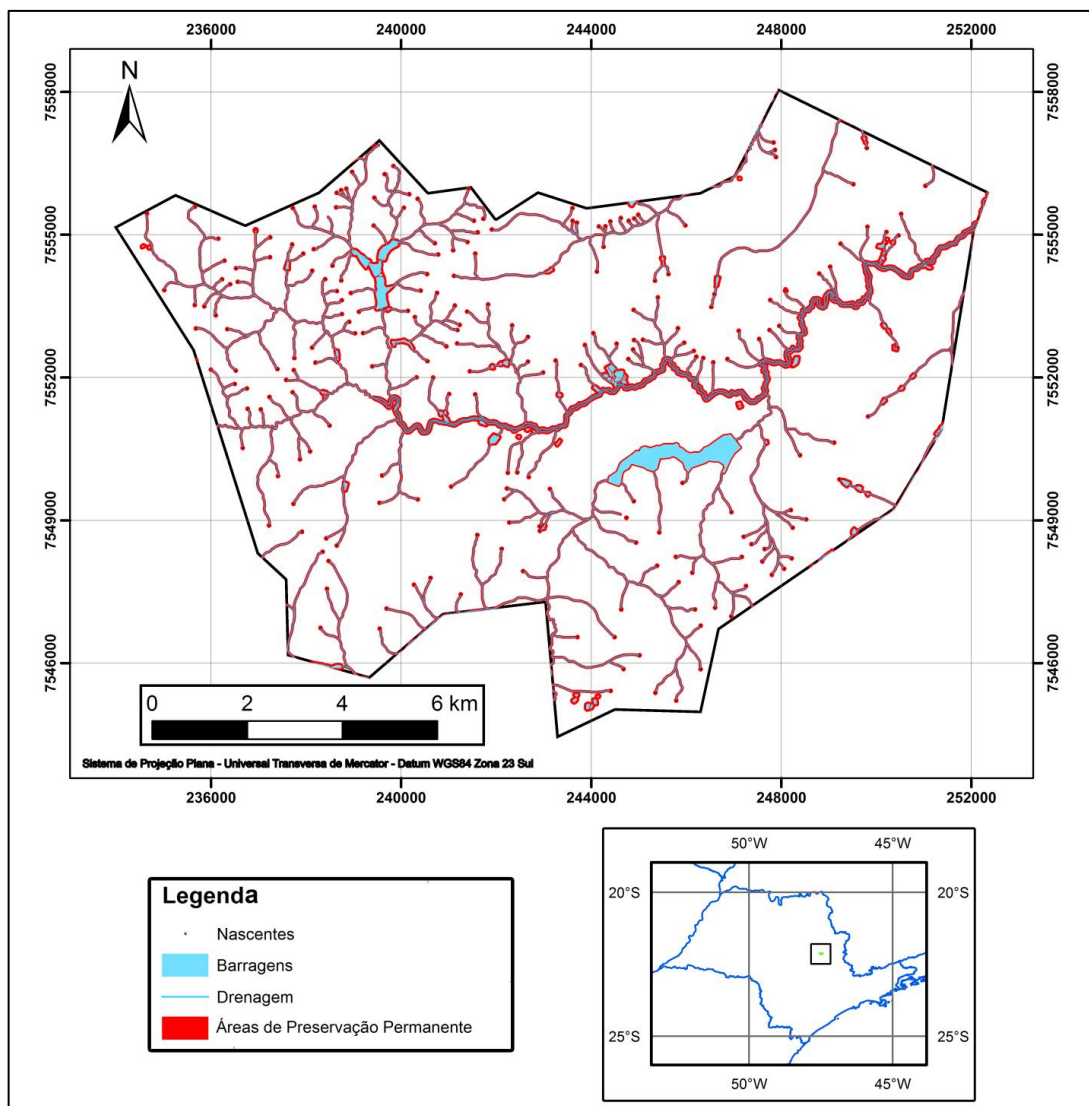 236000 240000 244000 248000 252000
N
7558000 7558000
7555000 7555000
7552000 7552000
7549000 7549000
7546000 7546000
0 2 4 6 km
Sistema de Projeção Plana - Universal Transversa de Mercator - Datum WGS84 Zona 23 Sul
236000 240000 244000 248000 252000
Legenda
Nascentes
Barragens
Drenagem
Áreas de Preservação Permanente
50°W 45°W
20°S 20°S
25°S 25°S
50°W 45°W